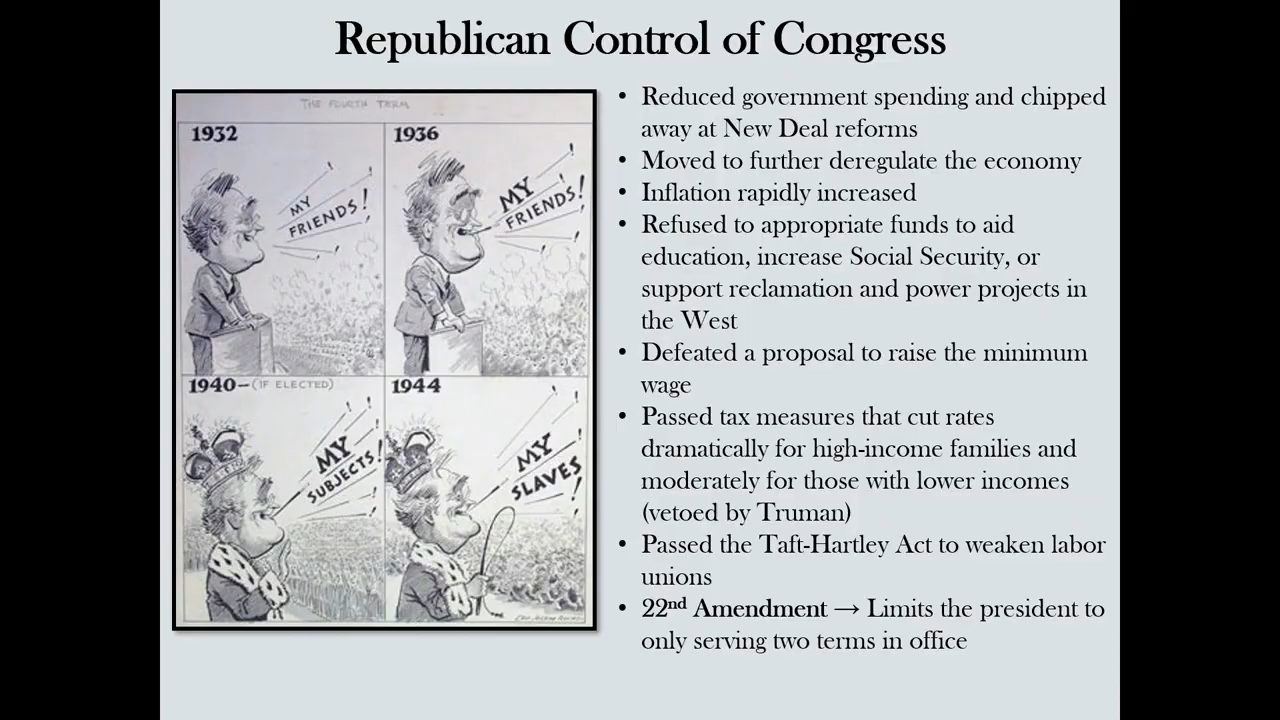 Republican Control of Congress
THE FOURTH TERM
1932
MY
FRIENDS!
1936
MY
FRIENDS!
1940-(IF ELECTED)
MY
SUBJECTS!
1944
MY
SLAVES
!
• Reduced government spending and chipped
away at New Deal reforms
• Moved to further deregulate the economy
• Inflation rapidly increased
• Refused to appropriate funds to aid
education, increase Social Security, or
support reclamation and power projects in
the West
• Defeated a proposal to raise the minimum
wage
• Passed tax measures that cut rates
dramatically for high-income families and
moderately for those with lower incomes
(vetoed by Truman)
• Passed the Taft-Hartley Act to weaken labor
unions
• 22nd Amendment → Limits the president to
only serving two terms in office